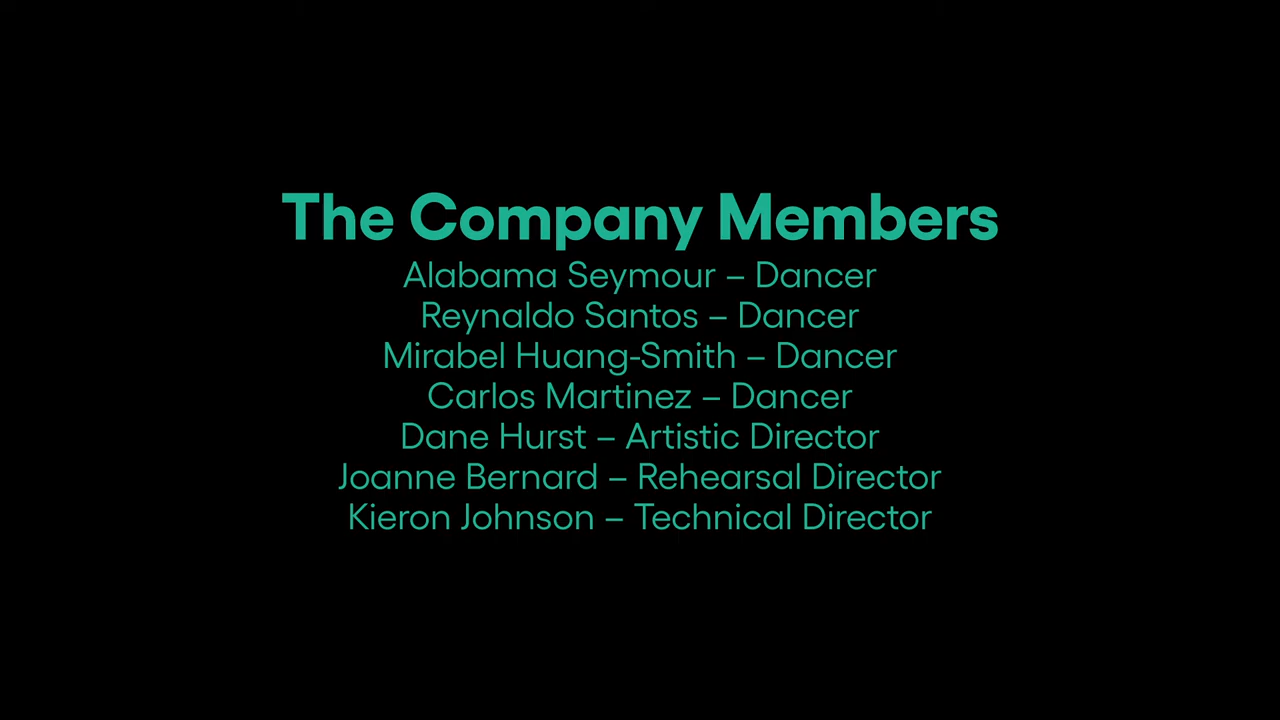 The Company Members
Alabama Seymour – Dancer
Reynaldo Santos – Dancer
Mirabel Huang-Smith – Dancer
Carlos Martinez – Dancer
Dane Hurst – Artistic Director
Joanne Bernard – Rehearsal Director
Kieron Johnson – Technical Director